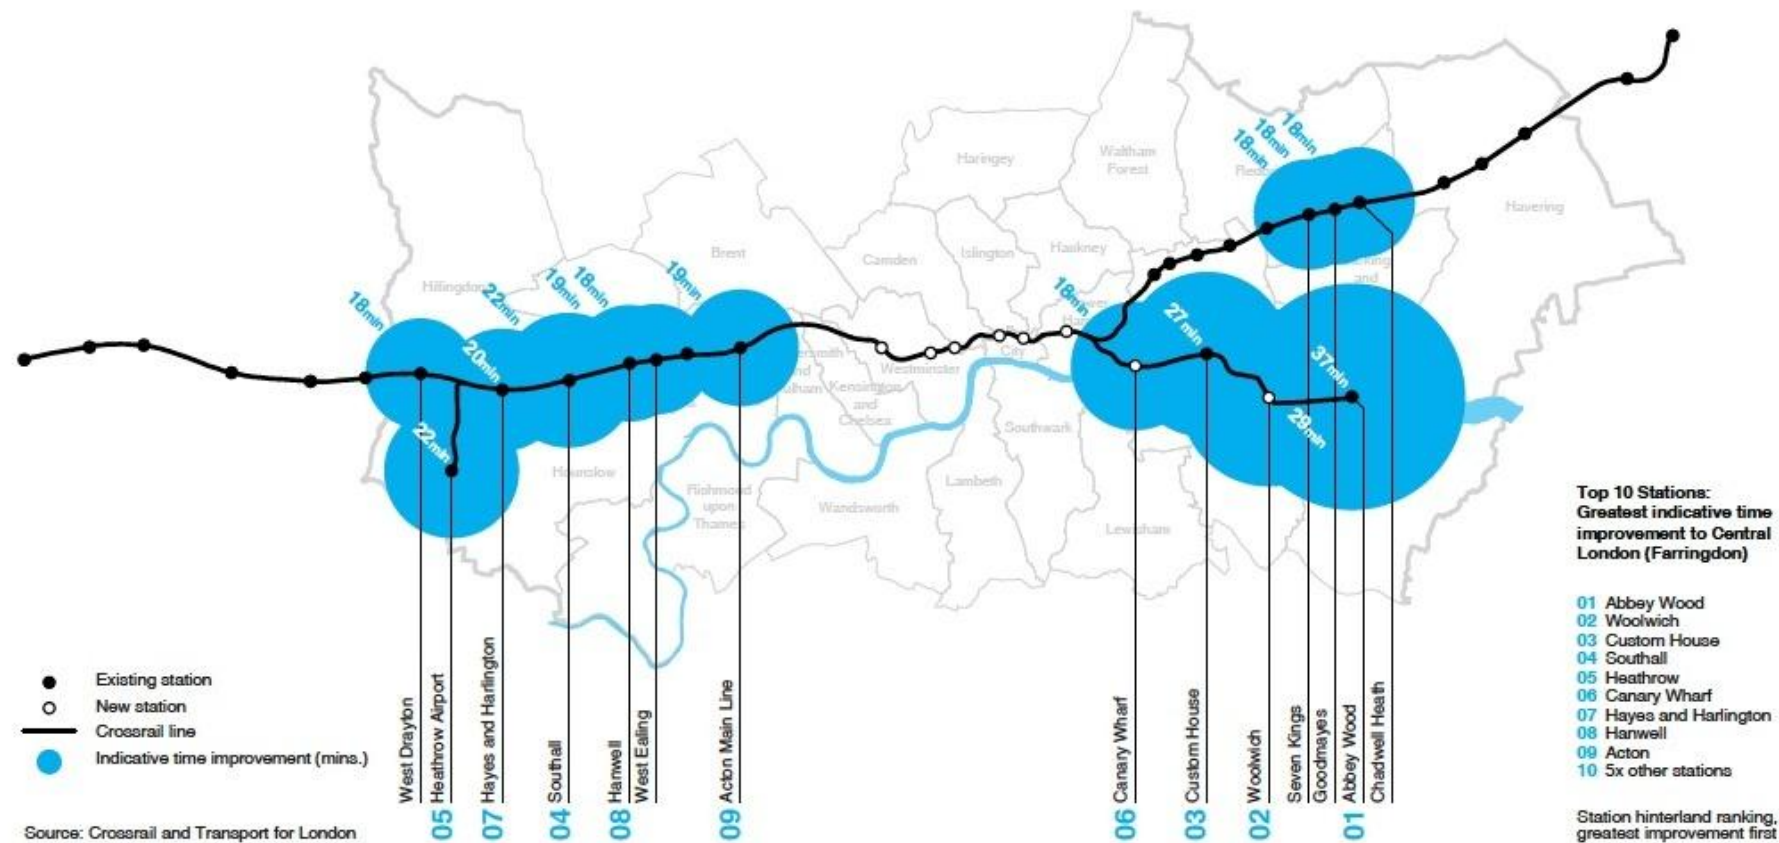 18min
18min
18min
Haringey
Waltham
Forest
Havering
Brent
Camden
Islington
Haukney
Hillingdon
18min
22min
19min
18min
19min
18min
27min
20min
22min
37min
29min
City
Westminster
Kensington
and
Chelsea
and
Southwark
Hounslow
Rishmond
upon
Thames
Wandsworth
Lambeth
Lewisham
Top 10 Stations:
Greatest indicative time
improvement to Central
London (Farringdon)
01 Abbey Wood
02 Woolwich
03 Custom House
04 Southall
05 Heathrow
06 Canary Wharf
07 Hayes and Harlington
08 Hanwell
09 Acton
10 5x other stations
Station hinterland ranking,
greatest improvement first
Existing station
New station
Crossrail line
Indicative time improvement (mins.)
West Drayton
Heathrow Airport
Hayes and Harlington
Southall
Hanwell
West Ealing
Acton Main Line
Canary Wharf
Custom House
Woolwich
Seven Kings
Goodmayes
Abbey Wood
Chadwell Heath
05
07
04
08
09
06
03
02
01
Source: Crossrail and Transport for London